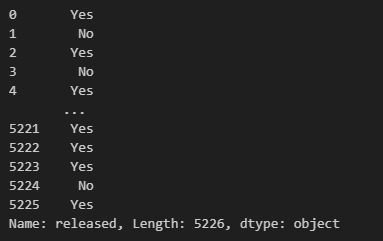 0 Yes
1 No
2 Yes
3 No
4 Yes
...
5221 Yes
5222 Yes
5223 Yes
5224 No
5225 Yes
Name: released, Length: 5226, dtype: object